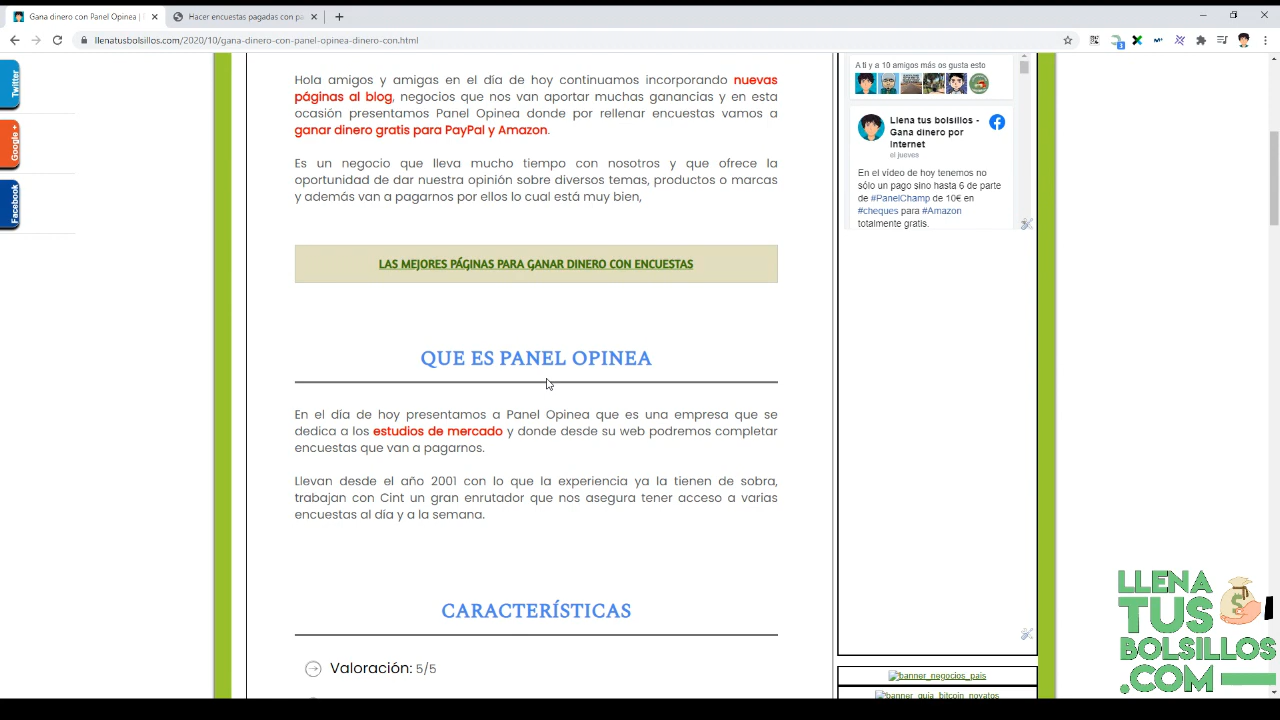 Gana dinero con Panel Opinea |
Hacer encuestas pagadas con pa
llenatusbolsillos.com/2020/10/gana-dinero-con-panel-opinea-dinero-con.html
Twitter
Google +
Facebook
Hola amigos y amigas en el día de hoy continuamos incorporando nuevas
páginas al blog, negocios que nos van aportar muchas ganancias y en esta
ocasión presentamos Panel Opinea donde por rellenar encuestas vamos a
ganar dinero gratis para PayPal y Amazon.
Es un negocio que lleva mucho tiempo con nosotros y que ofrece la
oportunidad de dar nuestra opinión sobre diversos temas, productos o marcas
y además van a pagarnos por ellos lo cual está muy bien,
LAS MEJORES PÁGINAS PARA GANAR DINERO CON ENCUESTAS
QUE ES PANEL OPINEA
En el día de hoy presentamos a Panel Opinea que es una empresa que se
dedica a los estudios de mercado y donde desde su web podremos completar
encuestas que van a pagarnos.
Llevan desde el año 2001 con lo que la experiencia ya la tienen de sobra,
trabajan con Cint un gran enrutador que nos asegura tener acceso a varias
encuestas al día y a la semana.
CARACTERÍSTICAS
Valoración: 5/5
A ti y a 10 amigos más os gusta esto
Llena tus bolsillos -
Gana dinero por
Internet
el jueves
En el vídeo de hoy tenemos no
sólo un pago sino hasta 6 de parte
de #PanelChamp de 10€ en
#cheques para #Amazon
totalmente gratis.
banner_negocios_pais
banner_guia_bitcoin_novatos
LLENA
TUS
BOLSILLOS
.COM